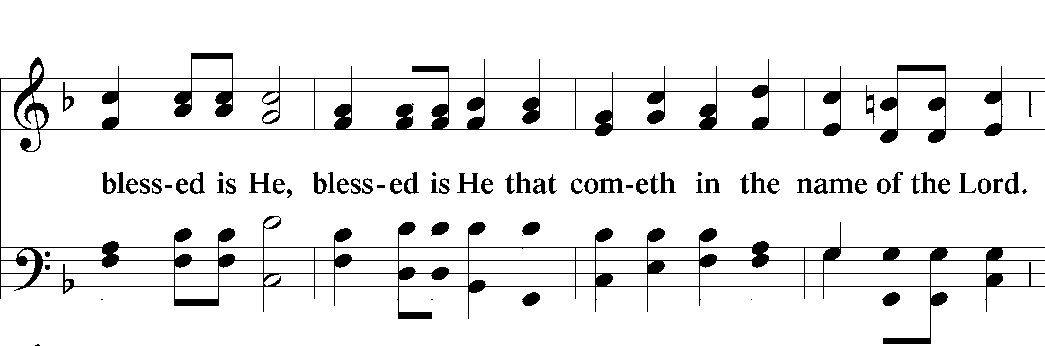 bless-ed is He, bless-ed is He that com-eth in the name of the Lord.